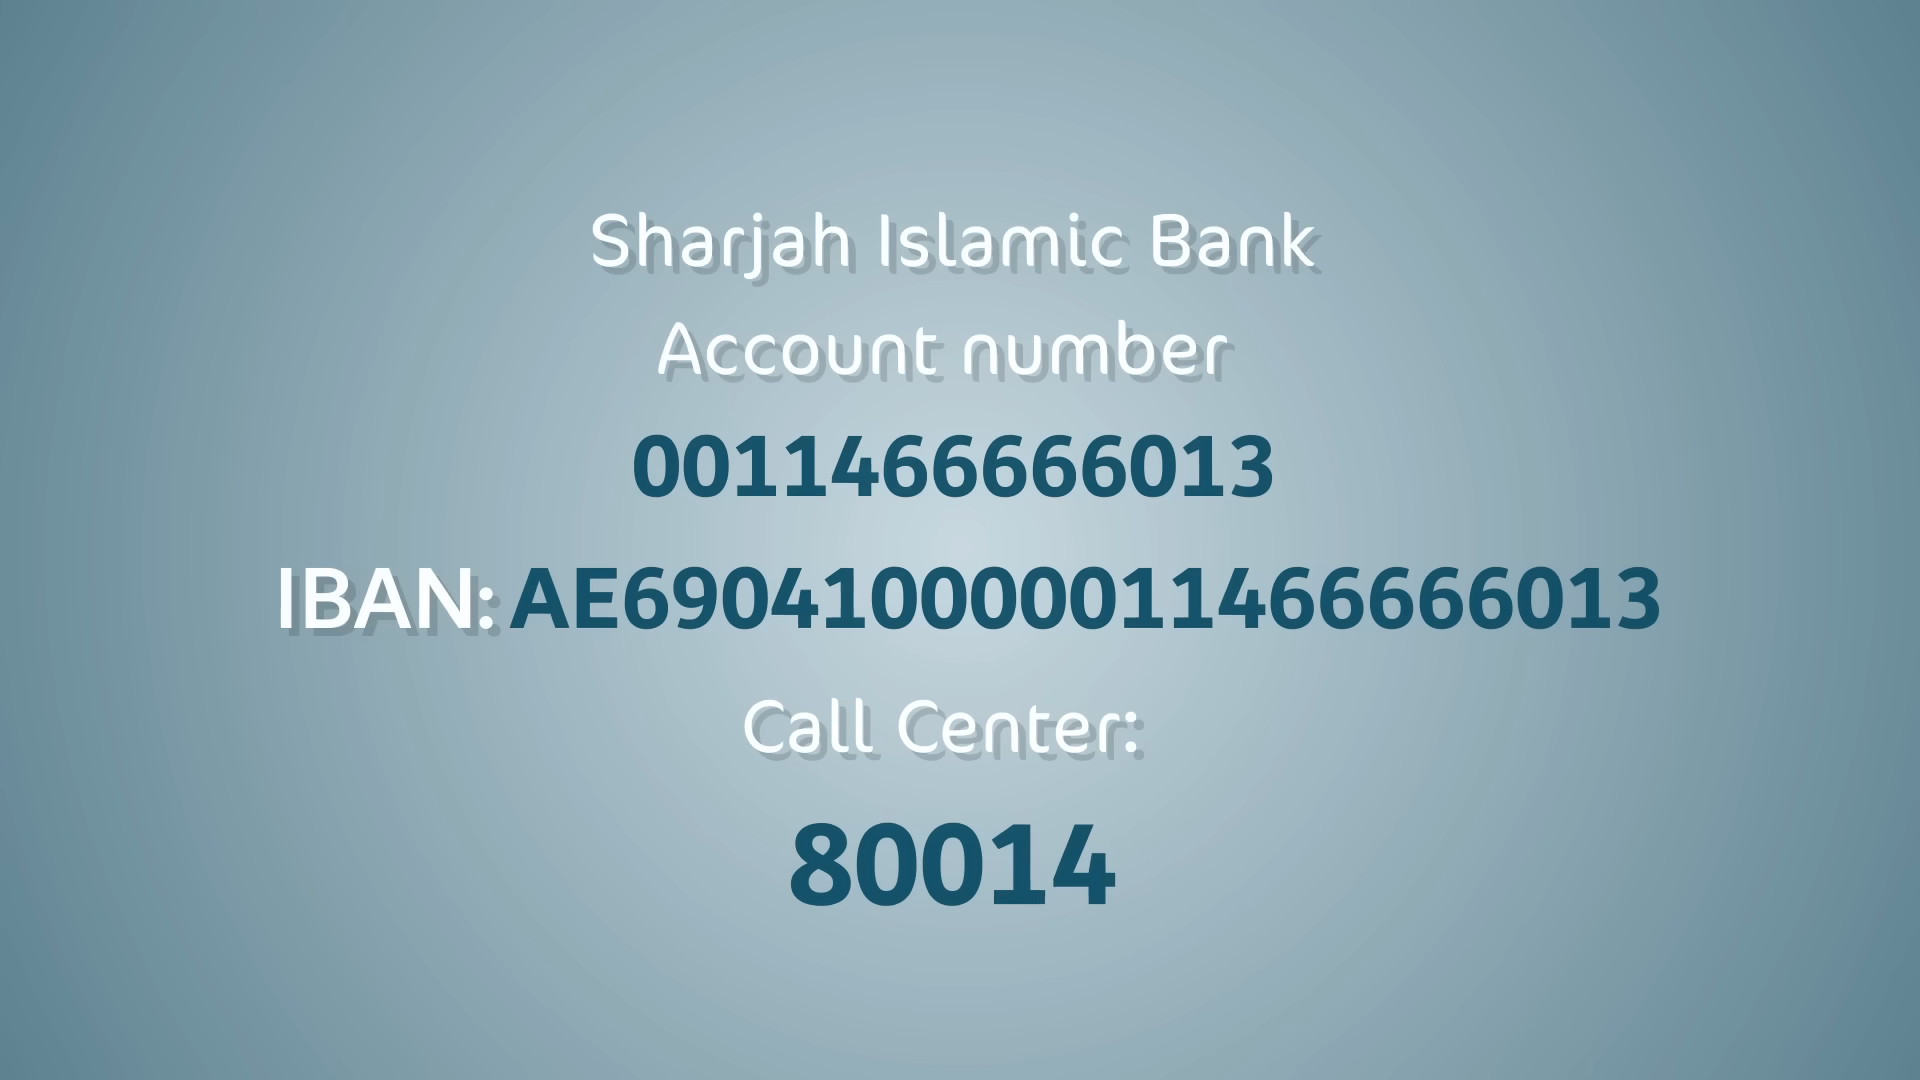 Sharjah Islamic Bank
Account number
0011466666013
IBAN: AE690410000011466666013
Call Center:
80014